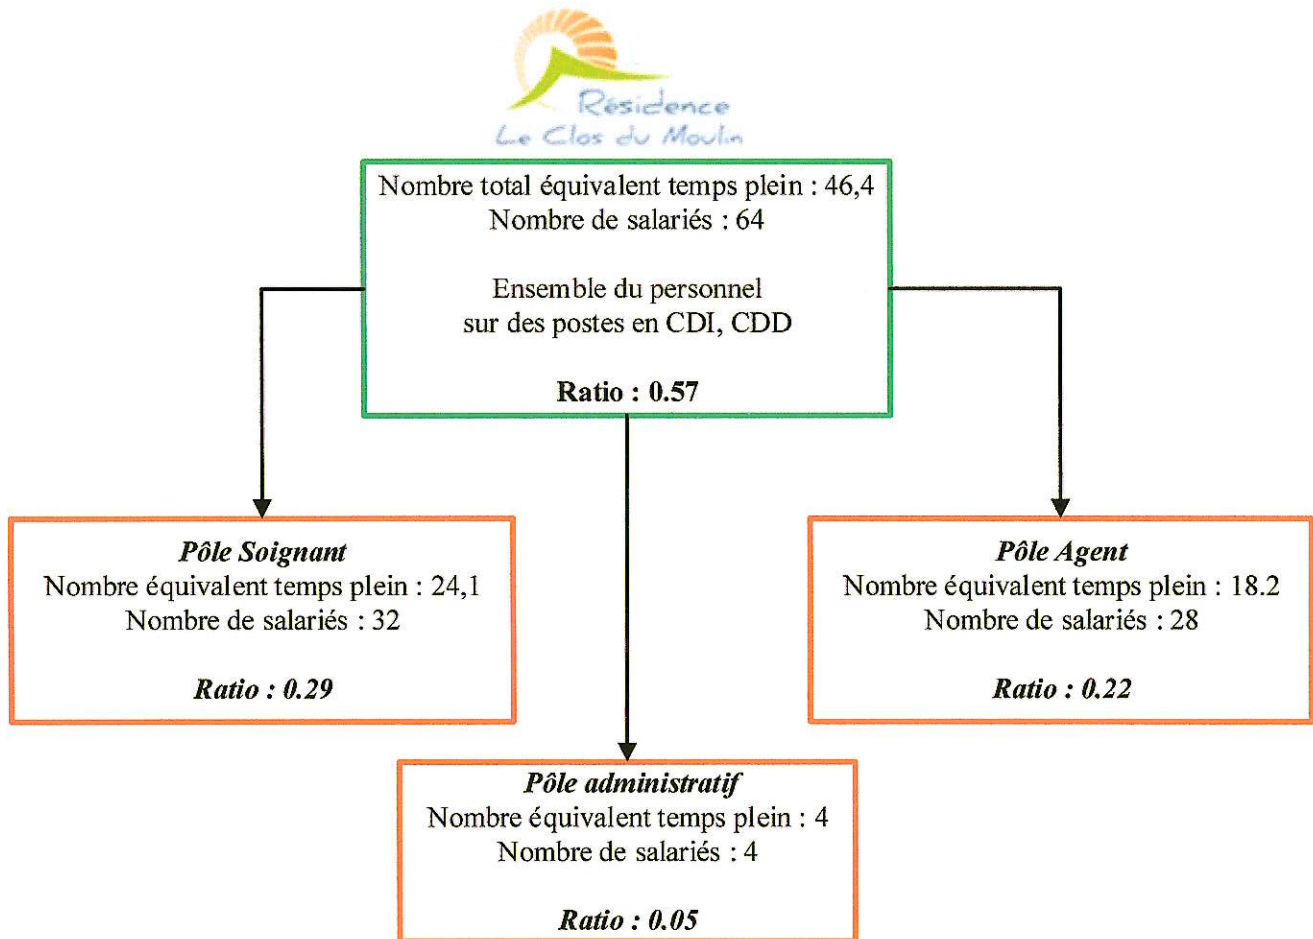 Résidence
Le Clos du Moulin
Nombre total équivalent temps plein : 46,4
Nombre de salariés : 64
Ensemble du personnel
sur des postes en CDI, CDD
Ratio : 0.57
Pôle Soignant
Nombre équivalent temps plein : 24,1
Nombre de salariés : 32
Ratio : 0.29
Pôle Agent
Nombre équivalent temps plein : 18.2
Nombre de salariés : 28
Ratio : 0.22
Pôle administratif
Nombre équivalent temps plein : 4
Nombre de salariés : 4
Ratio : 0.05